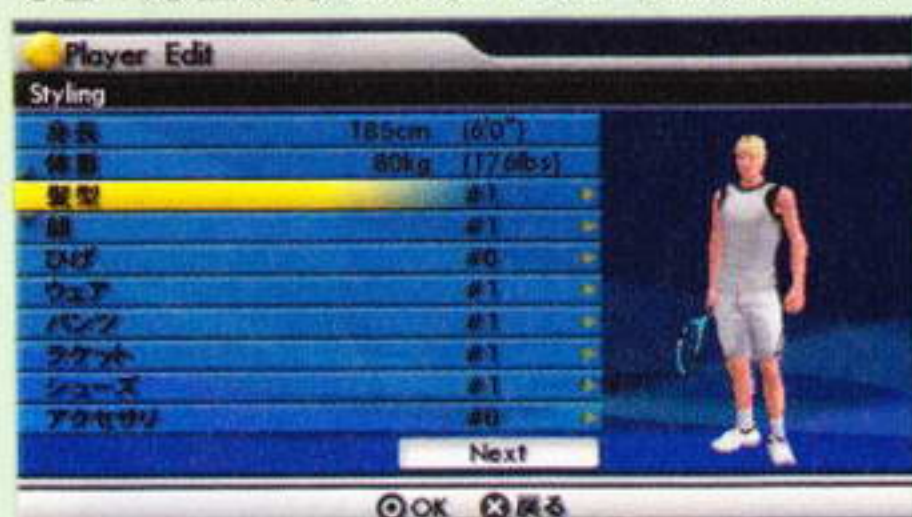 Player Edit
Styling
身長 185cm (6'0")
体重 80kg (176lbs)
髪型 #1
顔 #1
ひげ #0
ウェア #1
パンツ #1
ラケット #1
シューズ #1
アクセサリ #0
Next
OK 戻る